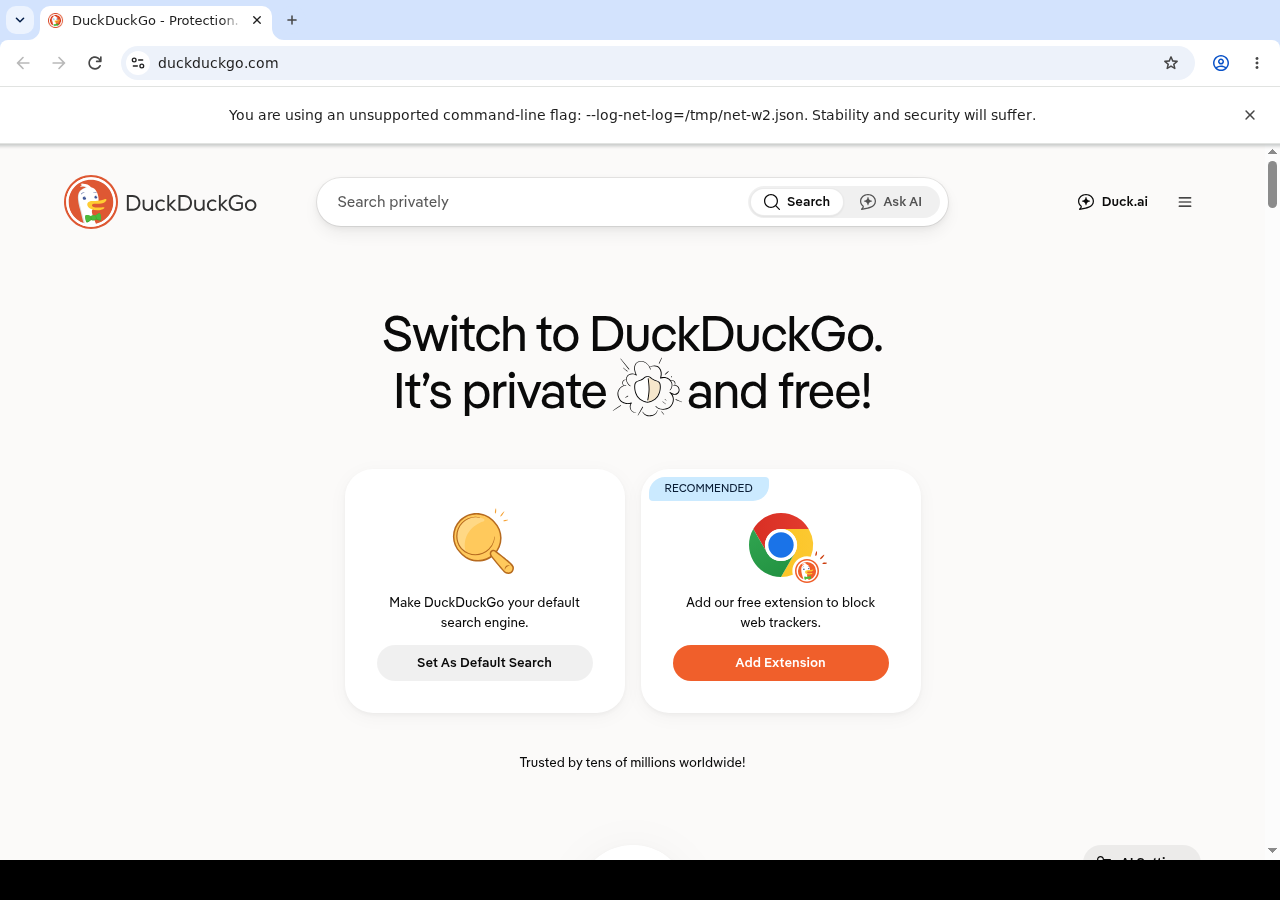 DuckDuckGo - Protection.
duckduckgo.com
You are using an unsupported command-line flag: --log-net-log=/tmp/net-w2.json. Stability and security will suffer.
DuckDuckGo
Search privately
Search
Ask AI
Duck.ai
Switch to DuckDuckGo.
It's private and free!
RECOMMENDED
Make DuckDuckGo your default
search engine.
Set As Default Search
Add our free extension to block
web trackers.
Add Extension
Trusted by tens of millions worldwide!